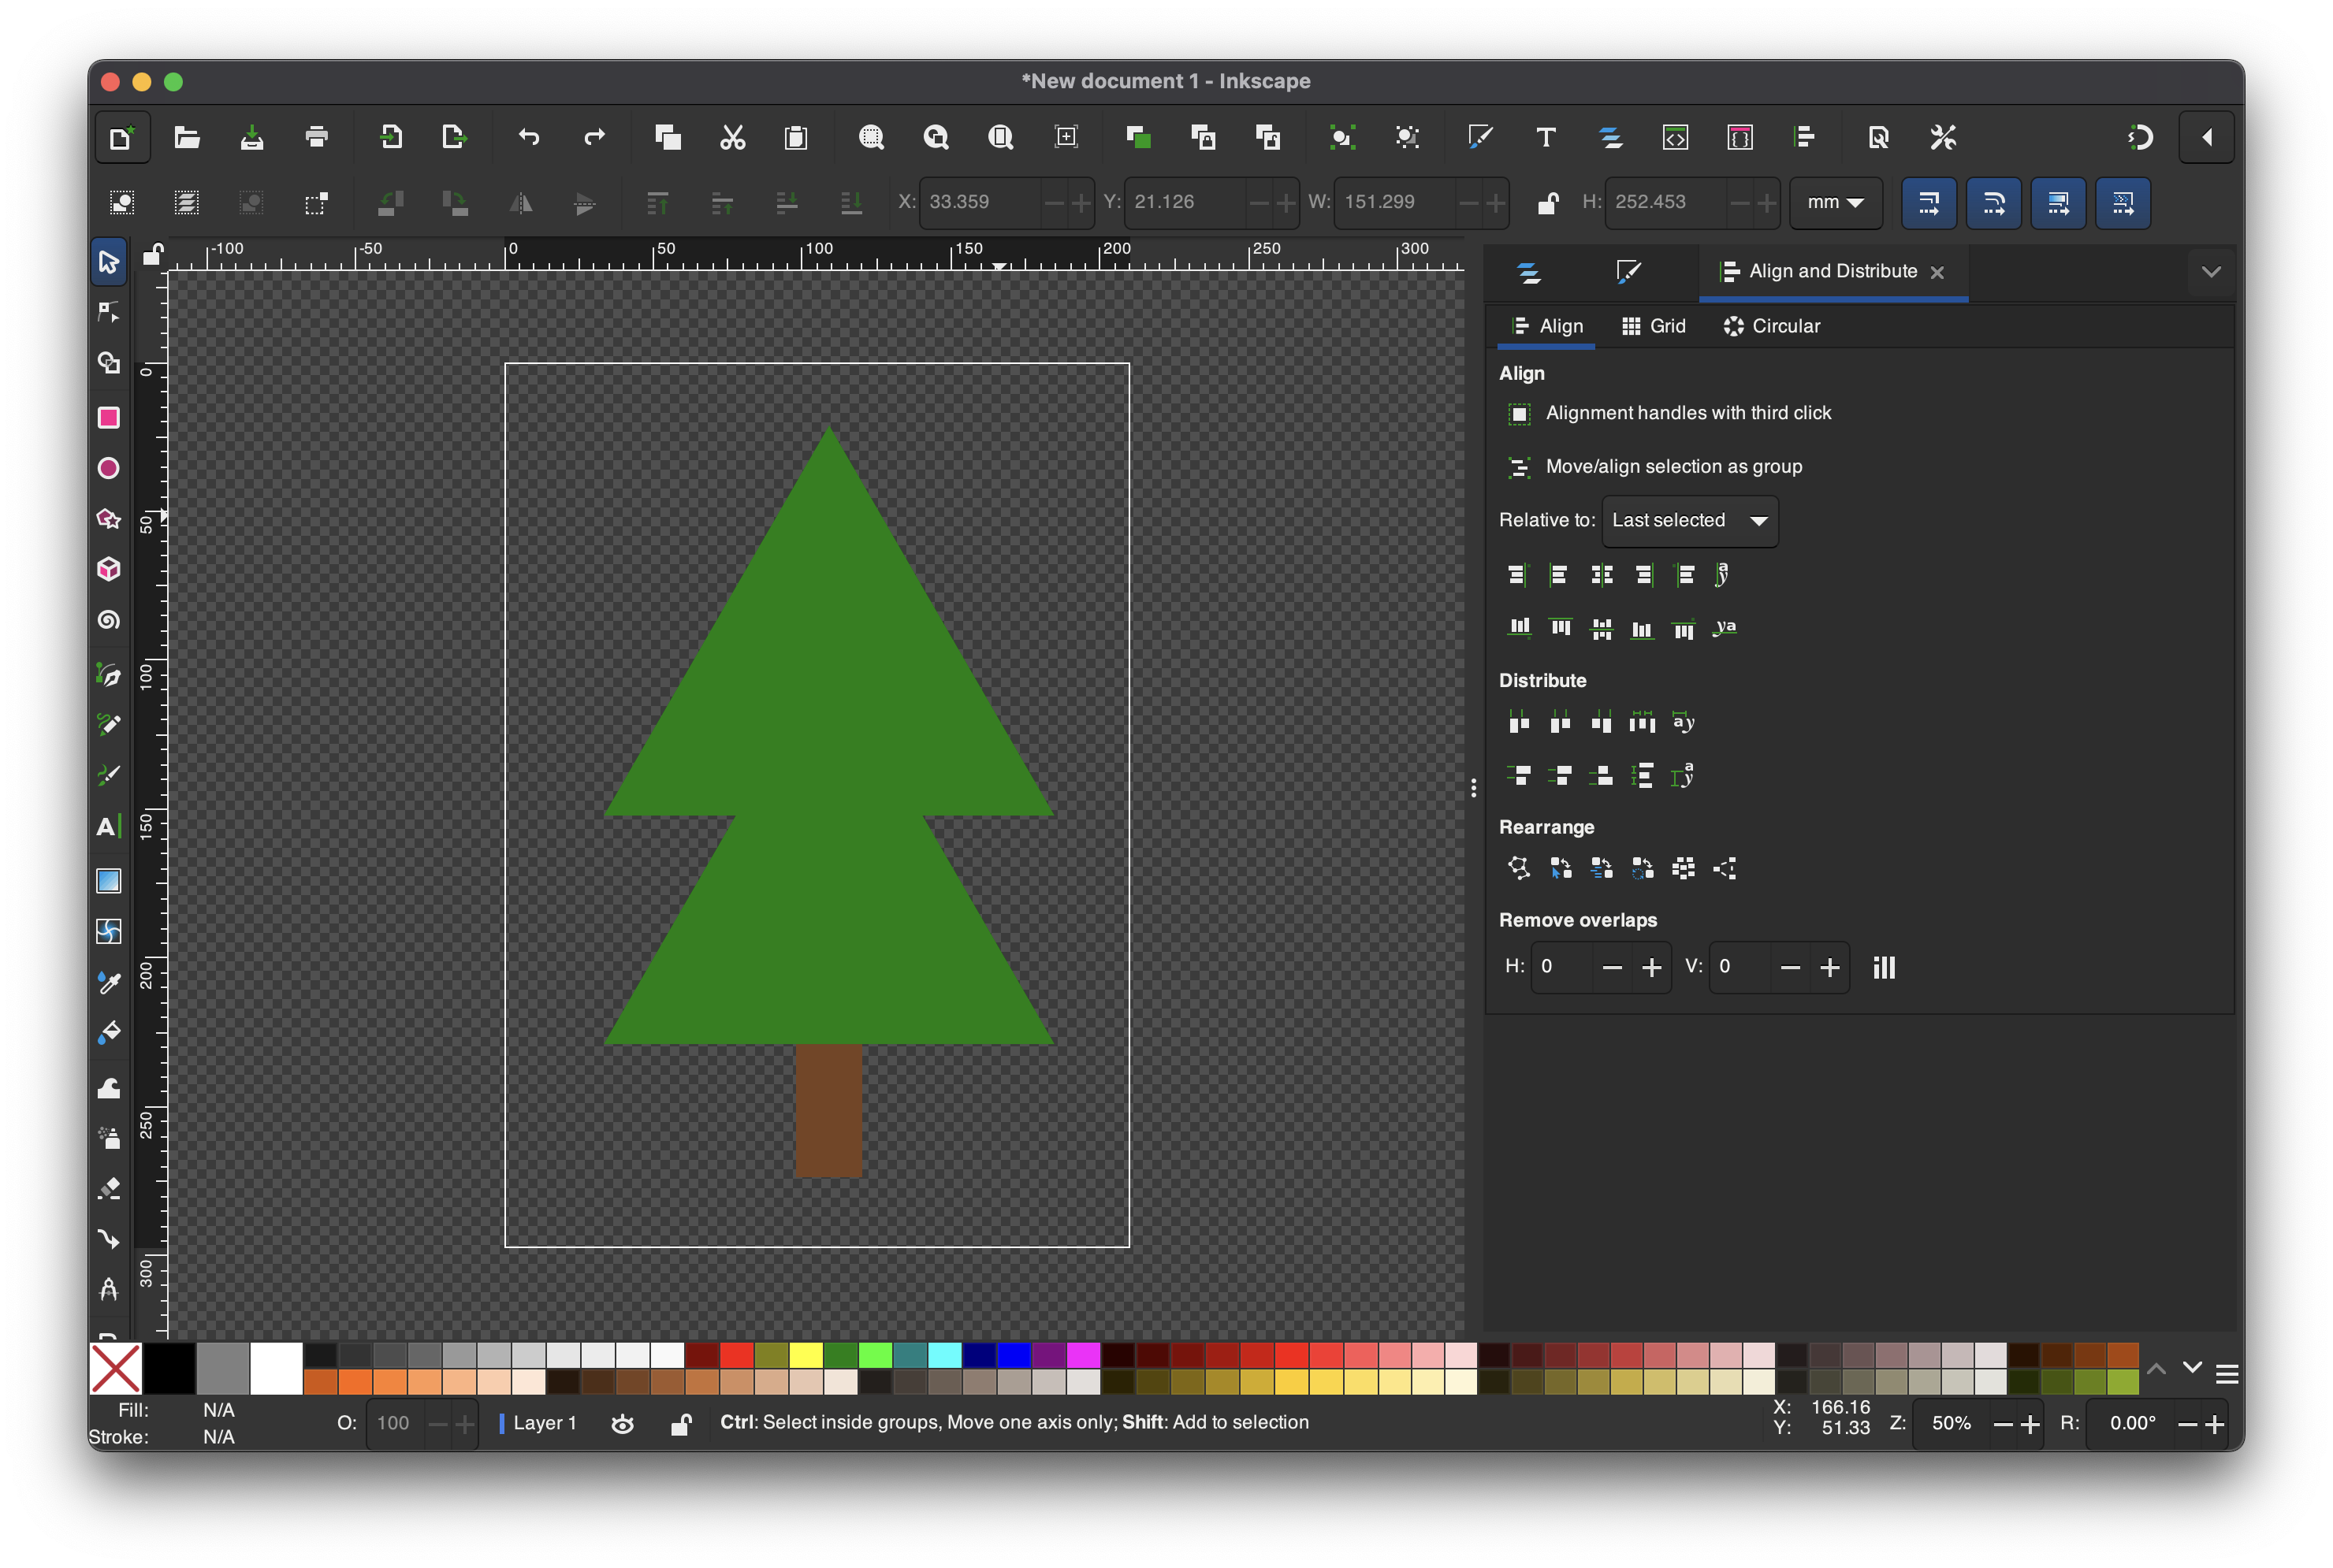 *New document 1 - Inkscape
X: 33.359 Y: 21.126 W: 151.299 H: 252.453 mm
-100 -50 0 50 100 150 200 250 300
0
50
100
150
200
250
300
Align and Distribute
Align Grid Circular
Align
Alignment handles with third click
Move/align selection as group
Relative to: Last selected
Distribute
Rearrange
Remove overlaps
H: 0 V: 0
Fill: N/A
Stroke: N/A
O: 100
Layer 1
Ctrl: Select inside groups, Move one axis only; Shift: Add to selection
X: 166.16
Y: 51.33
Z: 50%
R: 0.00°